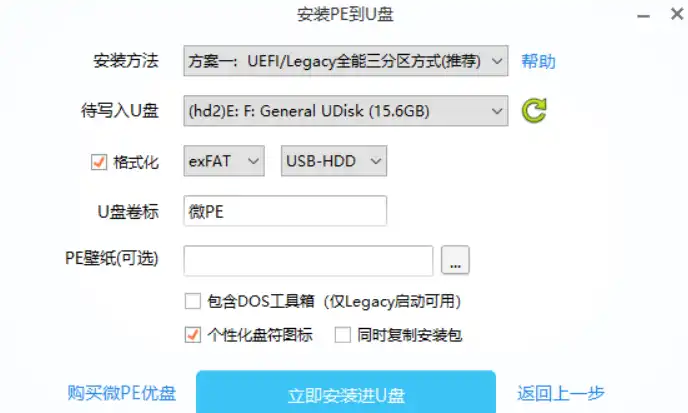 安装PE到U盘
安装方法 方案一：UEFI/Legacy全能三分区方式(推荐) 帮助
待写入U盘 (hd2)E: F: General UDisk (15.6GB)
格式化 exFAT USB-HDD
U盘卷标 微PE
PE壁纸(可选) ...
包含DOS工具箱（仅Legacy启动可用）
个性化盘符图标 同时复制安装包
购买微PE优盘 立即安装进U盘 返回上一步